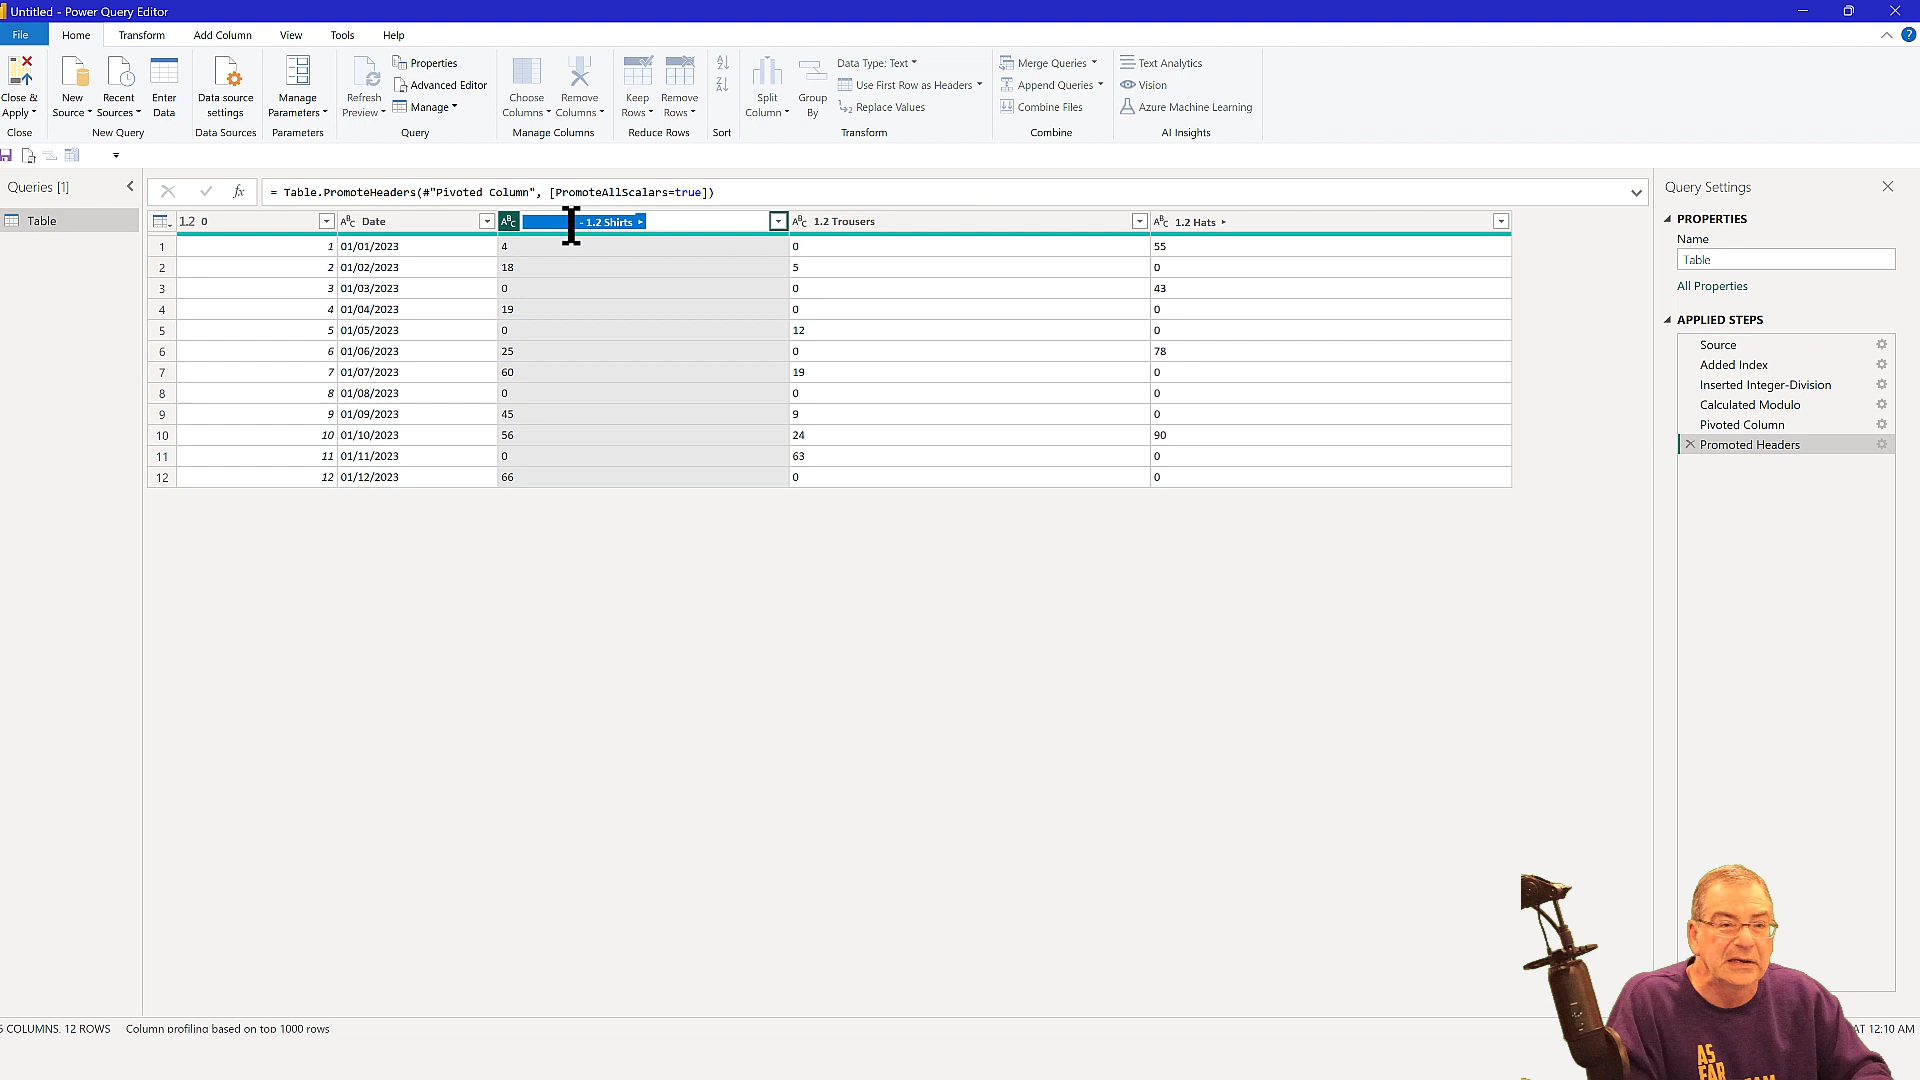 Untitled - Power Query Editor
File Home Transform Add Column View Tools Help
Close & Apply
Close
New Source
Recent Sources
Enter Data
New Query
Data source settings
Data Sources
Manage Parameters
Parameters
Refresh Preview
Properties
Advanced Editor
Manage
Query
Choose Columns
Remove Columns
Manage Columns
Keep Rows
Remove Rows
Reduce Rows
Sort
Split Column
Group By
Data Type: Text
Use First Row as Headers
Replace Values
Transform
Merge Queries
Append Queries
Combine Files
Combine
Text Analytics
Vision
Azure Machine Learning
AI Insights
Queries [1]
Table
= Table.PromoteHeaders(#"Pivoted Column", [PromoteAllScalars=true])
1.2 0 Date - 1.2 Shirts 1.2 Trousers 1.2 Hats
1 1 01/01/2023 4 0 55
2 2 01/02/2023 18 5 0
3 3 01/03/2023 0 0 43
4 4 01/04/2023 19 0 0
5 5 01/05/2023 0 12 0
6 6 01/06/2023 25 0 78
7 7 01/07/2023 60 19 0
8 8 01/08/2023 0 0 0
9 9 01/09/2023 45 9 0
10 10 01/10/2023 56 24 90
11 11 01/11/2023 0 63 0
12 12 01/12/2023 66 0 0
Query Settings
PROPERTIES
Name
Table
All Properties
APPLIED STEPS
Source
Added Index
Inserted Integer-Division
Calculated Modulo
Pivoted Column
Promoted Headers
COLUMNS, 12 ROWS Column profiling based on top 1000 rows
AT 12:10 AM
AS
FAR